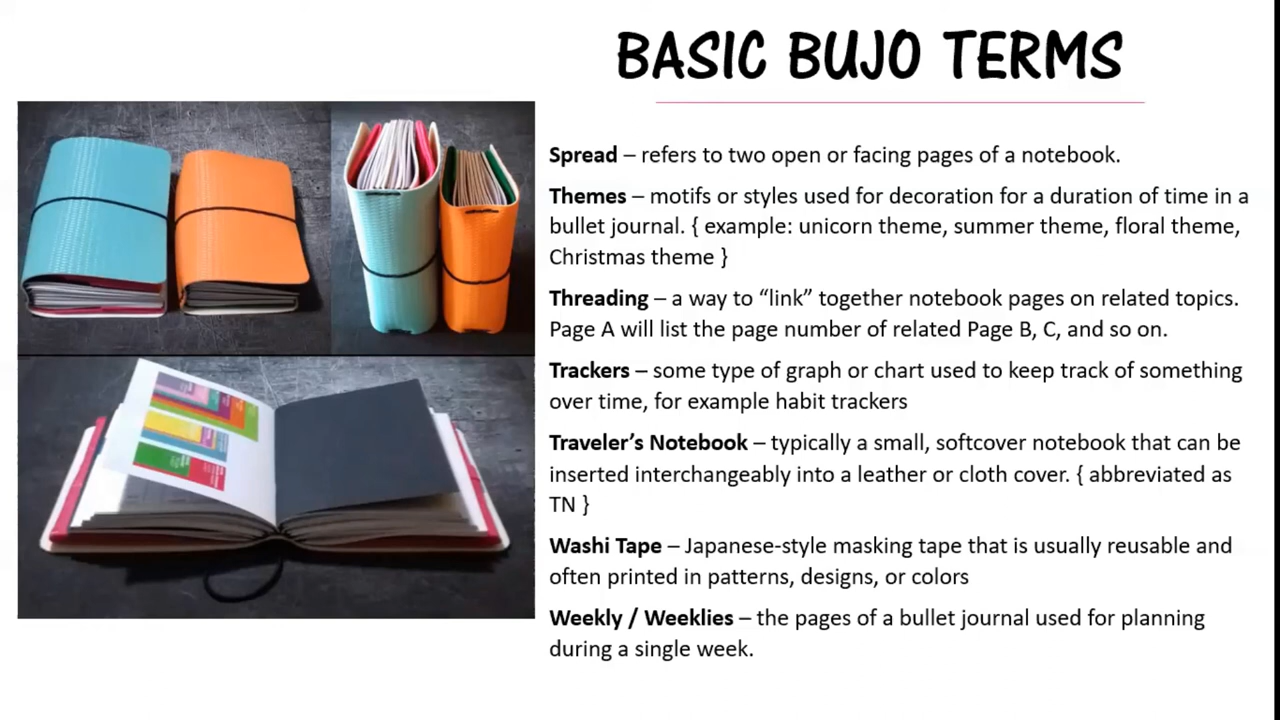 BASIC BUJO TERMS
Spread – refers to two open or facing pages of a notebook.
Themes – motifs or styles used for decoration for a duration of time in a
bullet journal. { example: unicorn theme, summer theme, floral theme,
Christmas theme }
Threading – a way to “link” together notebook pages on related topics.
Page A will list the page number of related Page B, C, and so on.
Trackers – some type of graph or chart used to keep track of something
over time, for example habit trackers
Traveler’s Notebook – typically a small, softcover notebook that can be
inserted interchangeably into a leather or cloth cover. { abbreviated as
TN }
Washi Tape – Japanese-style masking tape that is usually reusable and
often printed in patterns, designs, or colors
Weekly / Weeklies – the pages of a bullet journal used for planning
during a single week.